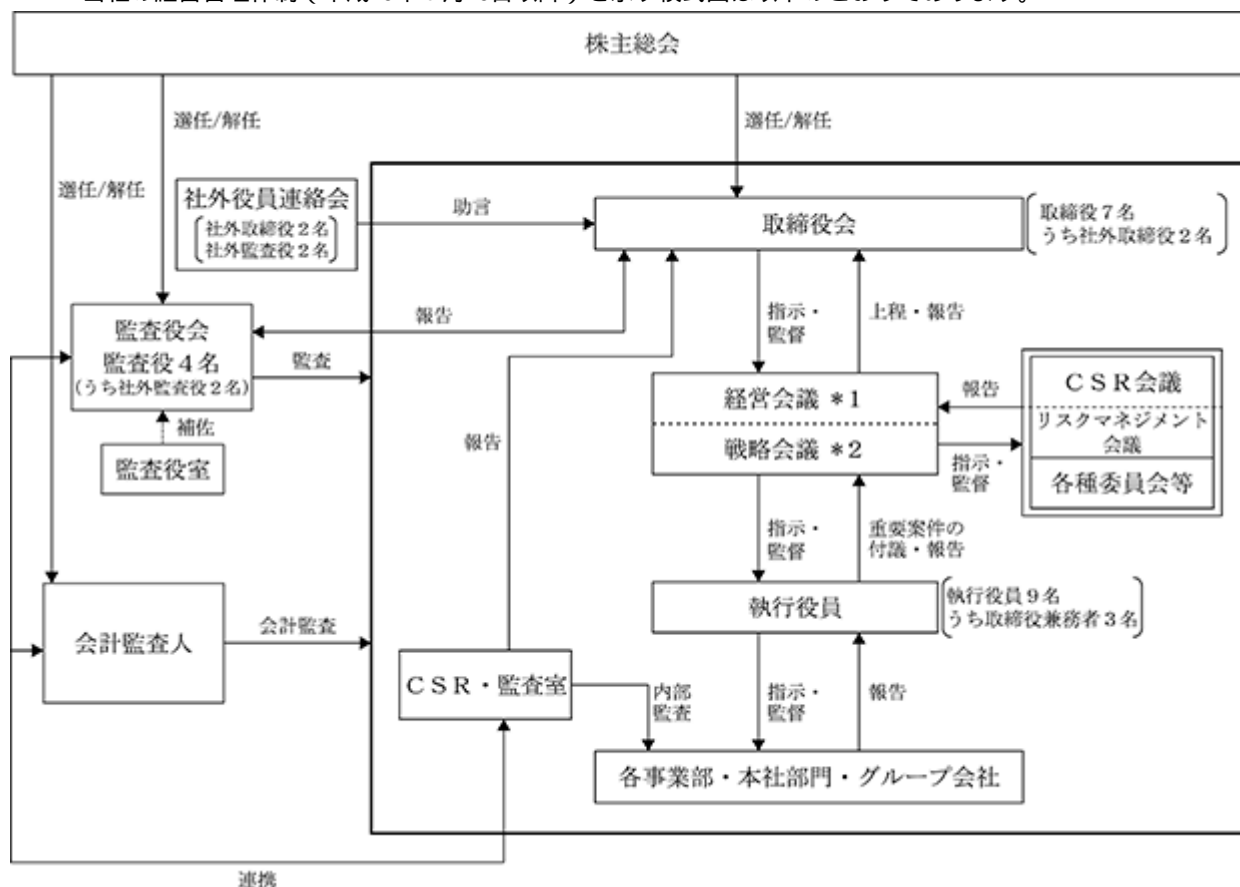 株主総会
選任/解任
選任/解任
選任/解任
社外役員連絡会
社外取締役2名
社外監査役2名
助言
取締役会
取締役7名
うち社外取締役2名
監査役会
監査役4名
(うち社外監査役2名)
報告
監査
指示・
監督
上程・報告
補佐
監査役室
報告
経営会議 *1
戦略会議 *2
報告
指示・
監督
CSR会議
リスクマネジメント
会議
各種委員会等
指示・
監督
重要案件の
付議・報告
会計監査人
会計監査
執行役員
執行役員9名
うち取締役兼務者3名
CSR・監査室
内部
監査
指示・
監督
報告
各事業部・本社部門・グループ会社
連携